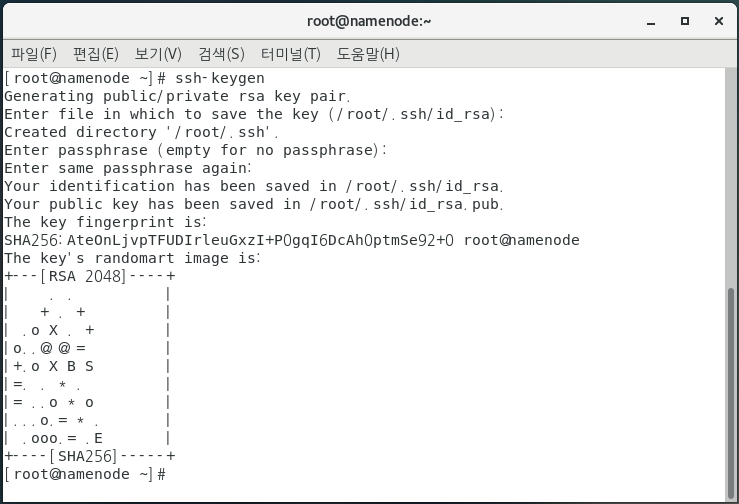 root@namenode:~
파일(F) 편집(E) 보기(V) 검색(S) 터미널(T) 도움말(H)
[root@namenode ~]# ssh-keygen
Generating public/private rsa key pair.
Enter file in which to save the key (/root/.ssh/id_rsa):
Created directory '/root/.ssh'.
Enter passphrase (empty for no passphrase):
Enter same passphrase again:
Your identification has been saved in /root/.ssh/id_rsa.
Your public key has been saved in /root/.ssh/id_rsa.pub.
The key fingerprint is:
SHA256:AteOnLjvpTFUDIrleuGxzI+P0gqI6DcAh0ptmSe92+0 root@namenode
The key's randomart image is:
+---[RSA 2048]----+
|     . .         |
|    + . +        |
|  .o X . +       |
| o..@ @ =        |
| +.o X B S       |
| =. . * .        |
| = ..o * o       |
| ...o.= * .      |
|  .ooo.= .E      |
+----[SHA256]-----+
[root@namenode ~]#